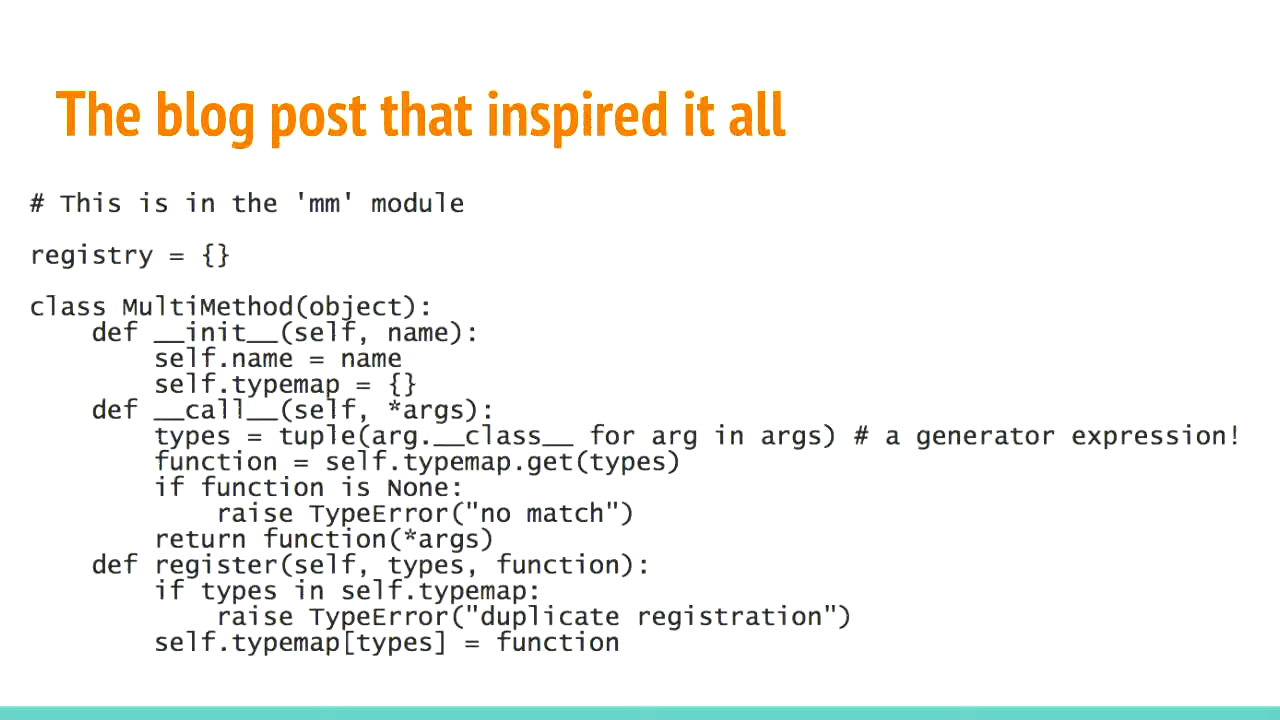 The blog post that inspired it all
# This is in the 'mm' module
registry = {}
class MultiMethod(object):
    def __init__(self, name):
        self.name = name
        self.typemap = {}
    def __call__(self, *args):
        types = tuple(arg.__class__ for arg in args) # a generator expression!
        function = self.typemap.get(types)
        if function is None:
            raise TypeError("no match")
        return function(*args)
    def register(self, types, function):
        if types in self.typemap:
            raise TypeError("duplicate registration")
        self.typemap[types] = function